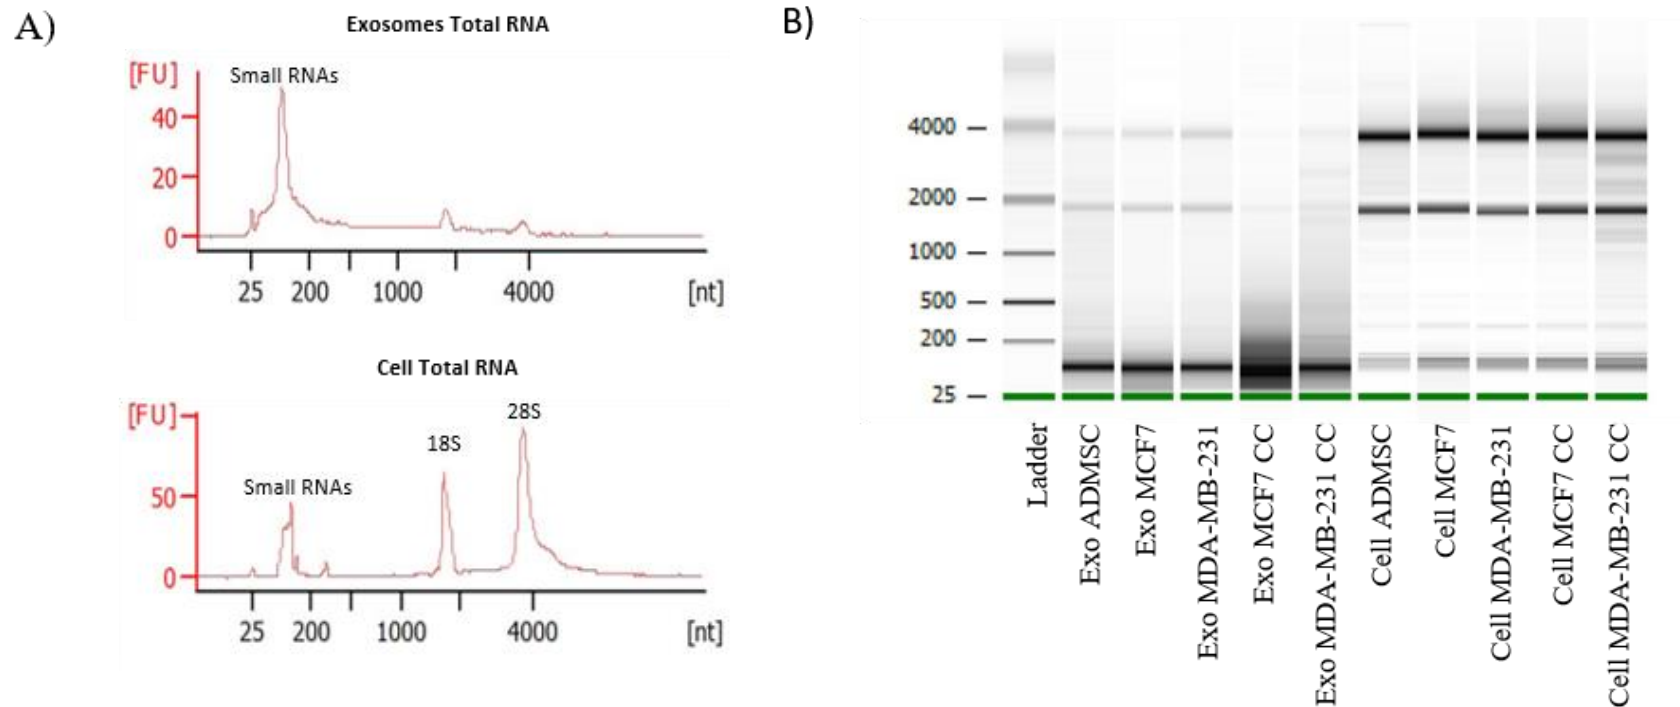 A)
Exosomes Total RNA
[FU]
Small RNAs
40
20
0
25 200 1000 4000 [nt]
Cell Total RNA
[FU]
28S
18S
Small RNAs
50
0
25 200 1000 4000 [nt]
B)
4000
2000
1000
500
200
25
Ladder
Exo ADMSC
Exo MCF7
Exo MDA-MB-231
Exo MCF7 CC
Exo MDA-MB-231 CC
Cell ADMSC
Cell MCF7
Cell MDA-MB-231
Cell MCF7 CC
Cell MDA-MB-231 CC